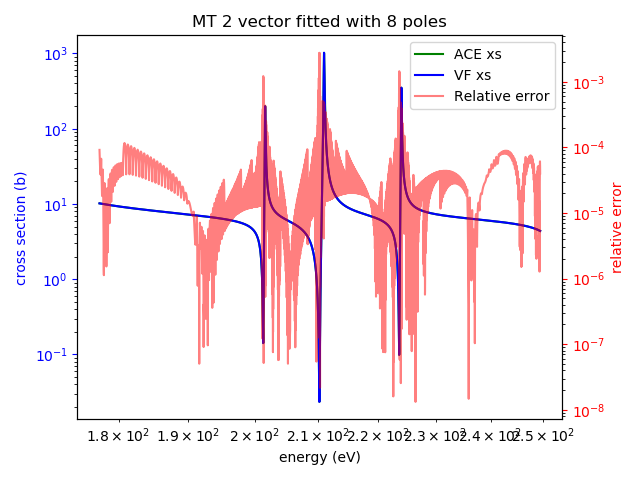 MT 2 vector fitted with 8 poles
ACE xs
VF xs
Relative error
cross section (b)
10³
10²
10¹
10⁰
10⁻¹
relative error
10⁻³
10⁻⁴
10⁻⁵
10⁻⁶
10⁻⁷
10⁻⁸
1.8 × 10² 1.9 × 10² 2 × 10² 2.1 × 10² 2.2 × 10² 2.3 × 10² 2.4 × 10² 2.5 × 10²
energy (eV)